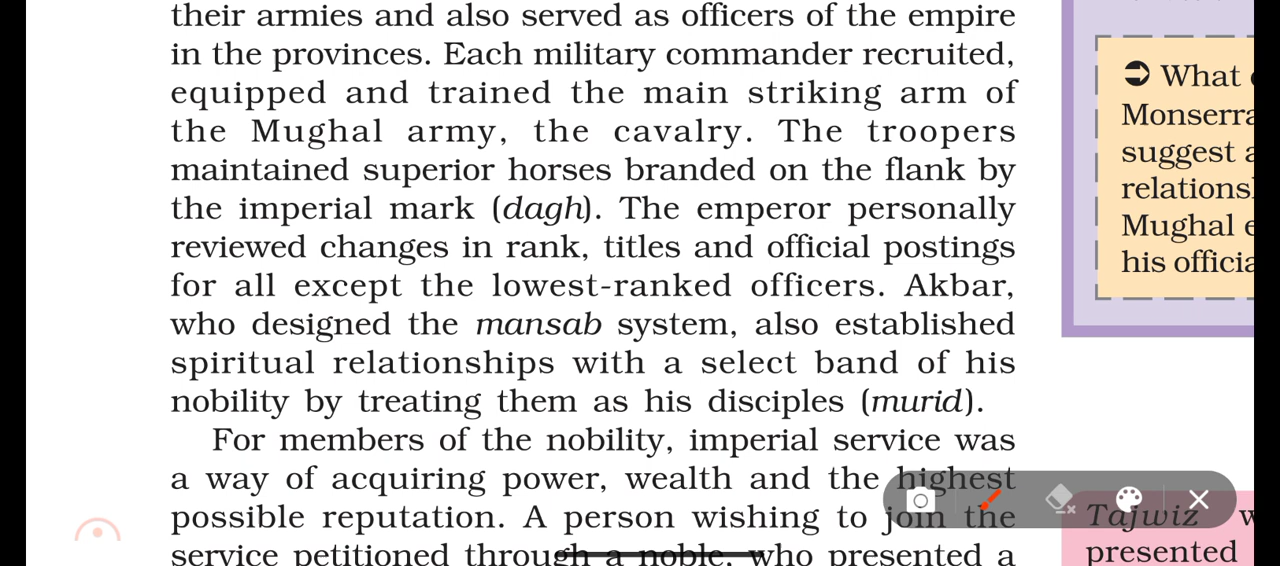 their armies and also served as officers of the empire
in the provinces. Each military commander recruited,
equipped and trained the main striking arm of
the Mughal army, the cavalry. The troopers
maintained superior horses branded on the flank by
the imperial mark (dagh). The emperor personally
reviewed changes in rank, titles and official postings
for all except the lowest-ranked officers. Akbar,
who designed the mansab system, also established
spiritual relationships with a select band of his
nobility by treating them as his disciples (murid).
For members of the nobility, imperial service was
a way of acquiring power, wealth and the highest
possible reputation. A person wishing to join the
service petitioned through a noble, who presented a
➲ What
Monserra
suggest a
relations
Mughal e
his officia
Tajwiz w
presented